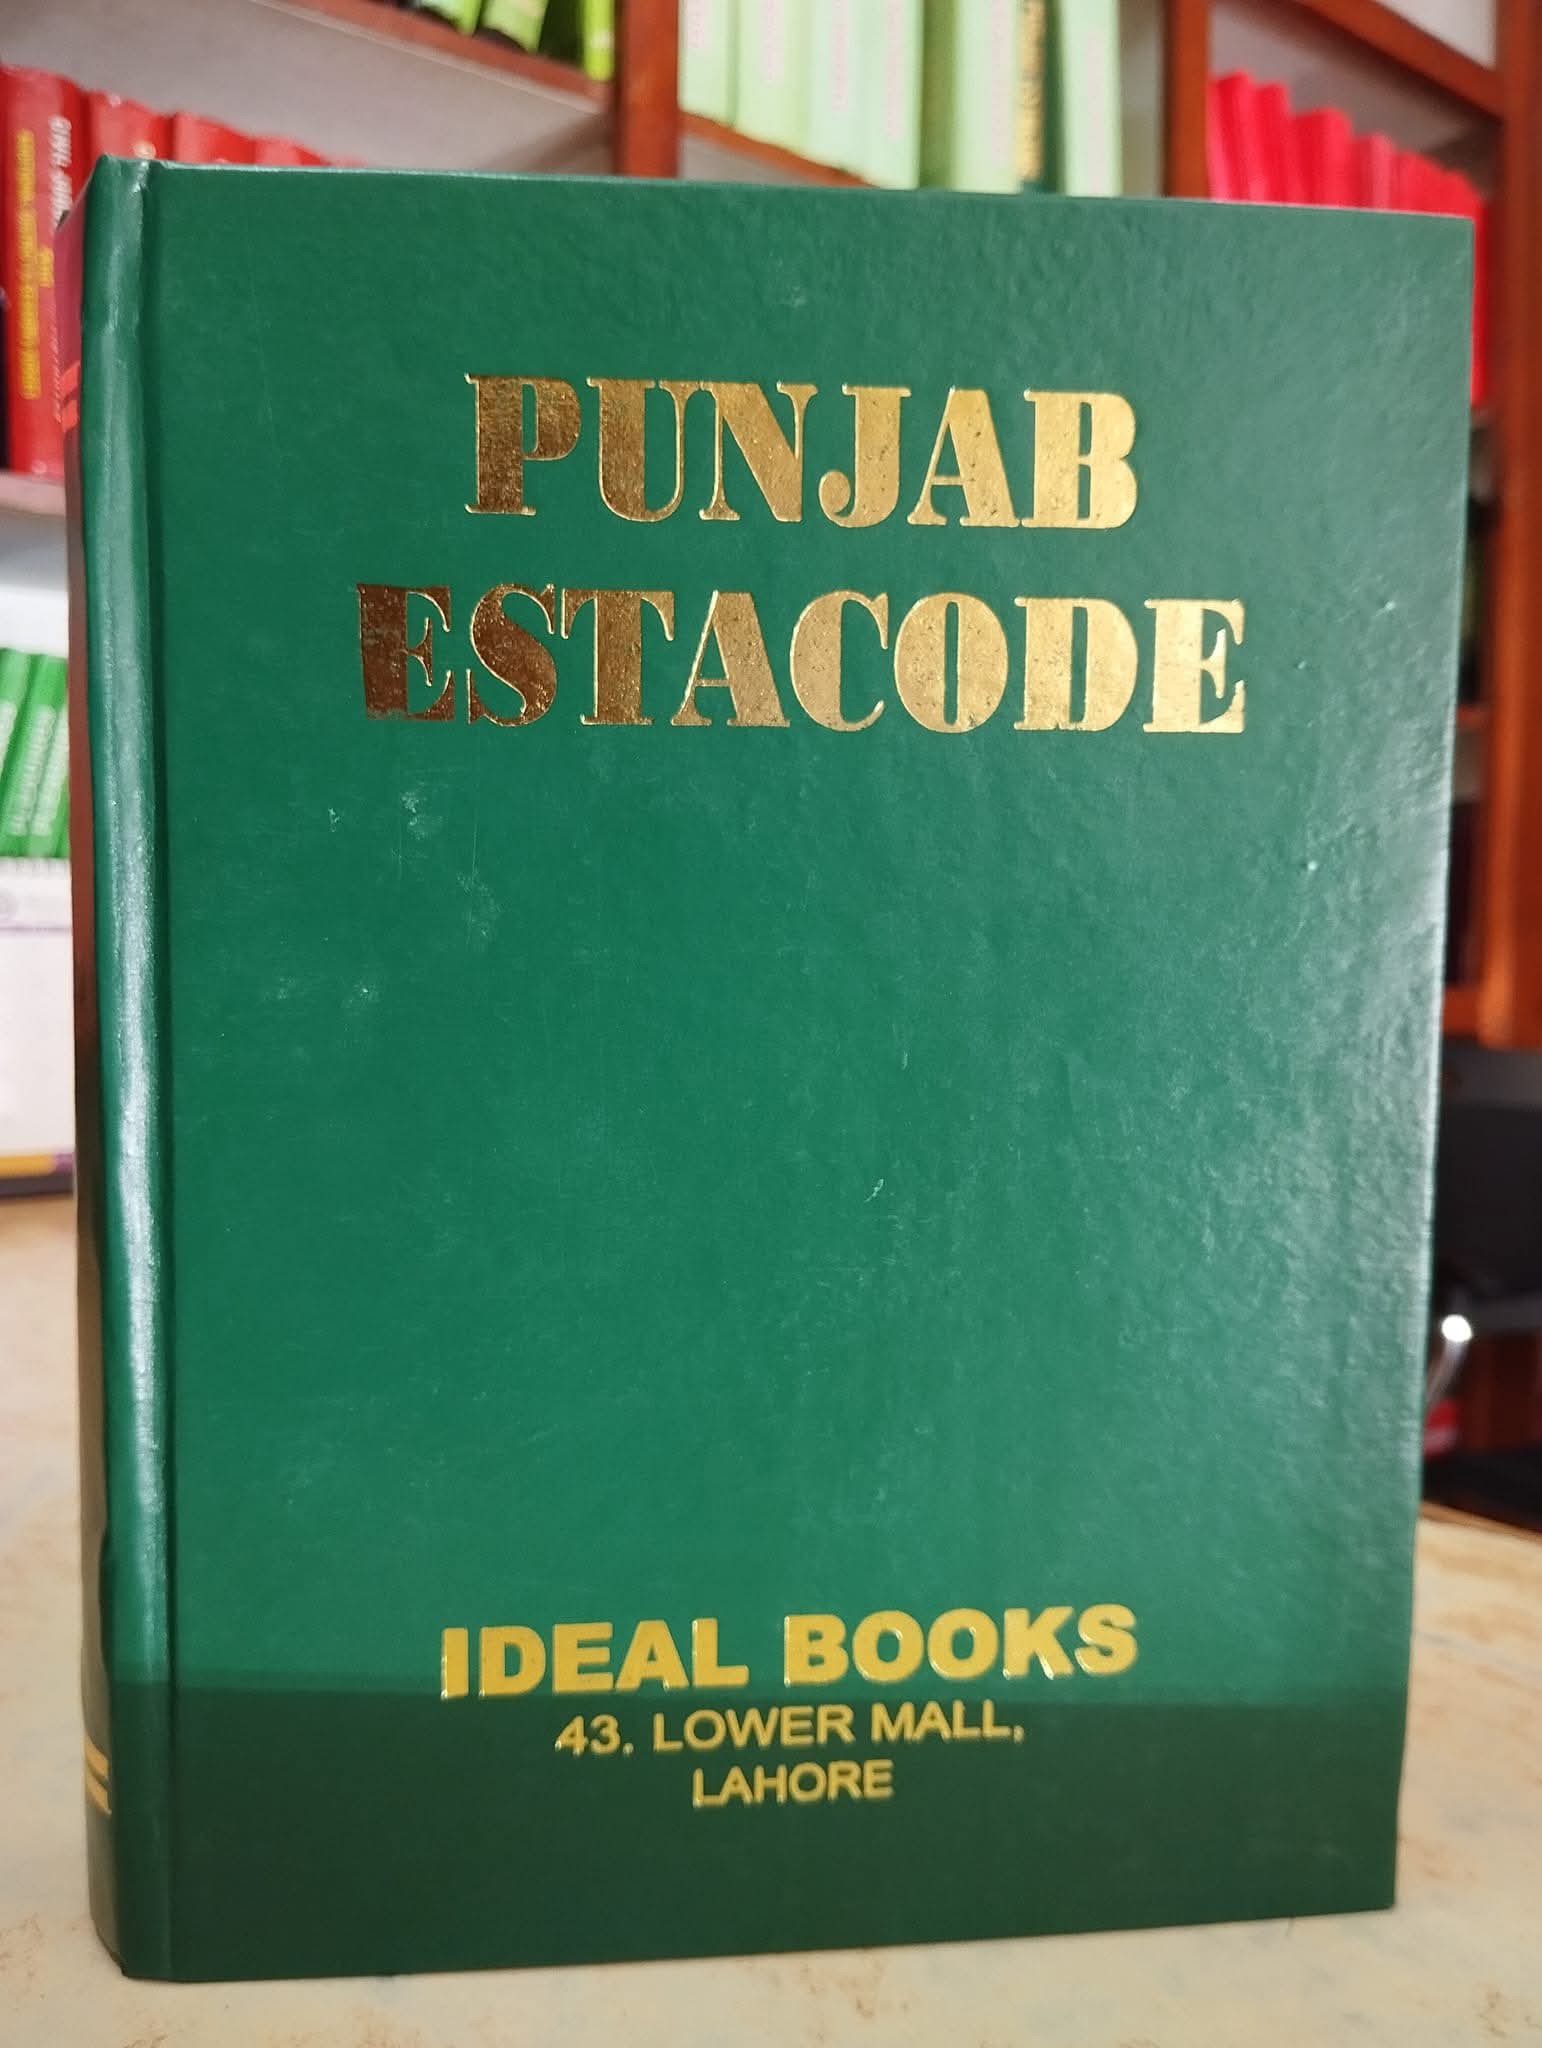 PUNJAB
ESTACODE
IDEAL BOOKS
43, LOWER MALL,
LAHORE